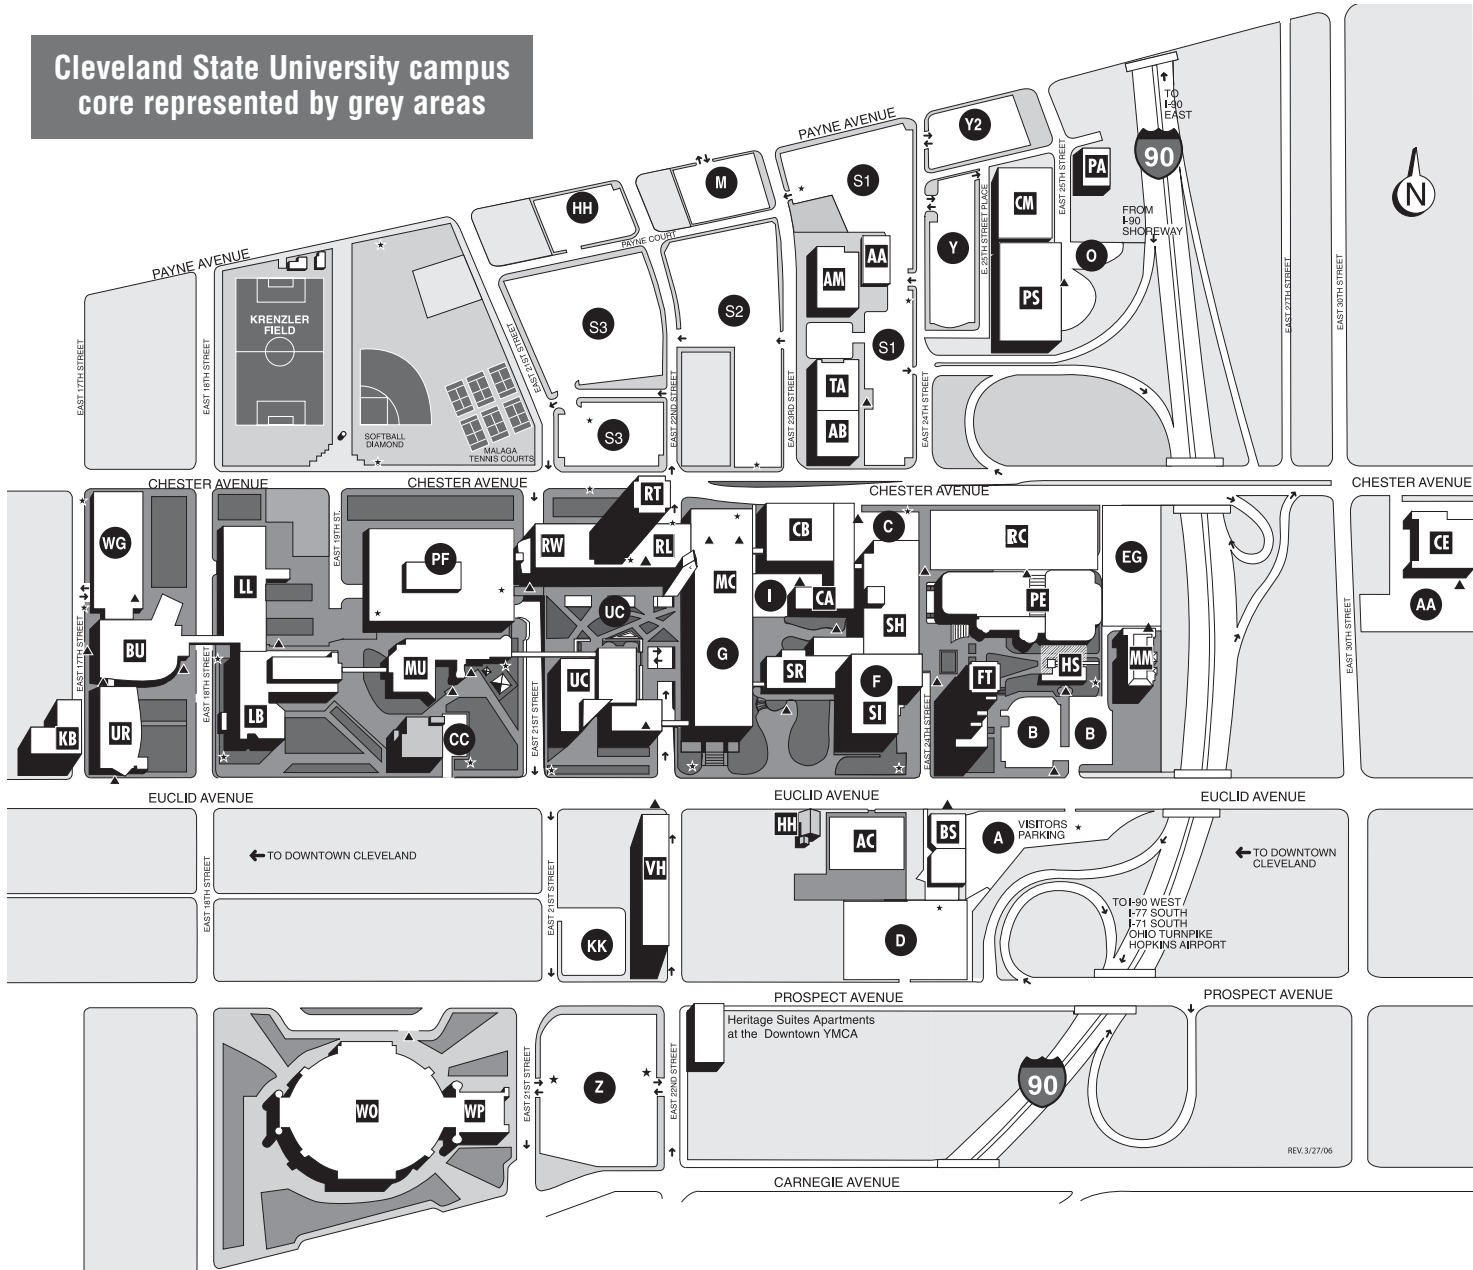 Cleveland State University campus
core represented by grey areas
TO
I-90
EAST
90
N
PAYNE AVENUE
Y2
PA
M
S1
HH
CM
EAST 25TH STREET
E. 25TH STREET PLACE
FROM
I-90
SHOREWAY
PAYNE COURT
PAYNE AVENUE
AA
AM
Y
O
PS
KRENZLER
FIELD
S3
S2
S1
EAST 17TH STREET
EAST 18TH STREET
EAST 21ST STREET
EAST 22ND STREET
EAST 23RD STREET
EAST 24TH STREET
EAST 27TH STREET
EAST 30TH STREET
TA
AB
SOFTBALL
DIAMOND
MALAGA
TENNIS COURTS
S3
CHESTER AVENUE
CHESTER AVENUE
CHESTER AVENUE
CHESTER AVENUE
RT
WG
EAST 19TH ST.
PF
RW
RL
CB
C
RC
EG
CE
LL
MC
I
CA
PE
AA
UC
SH
BU
MU
UC
G
SR
F
SI
FT
HS
MM
EAST 17TH STREET
EAST 18TH STREET
EAST 21ST STREET
EAST 24TH STREET
EAST 30TH STREET
KB
UR
LB
CC
B
B
EUCLID AVENUE
EUCLID AVENUE
EUCLID AVENUE
HH
AC
BS
A
VISITORS
PARKING
TO DOWNTOWN CLEVELAND
TO DOWNTOWN
CLEVELAND
VH
EAST 18TH STREET
EAST 21ST STREET
EAST 22ND STREET
KK
D
TO I-90 WEST
I-77 SOUTH
I-71 SOUTH
OHIO TURNPIKE
HOPKINS AIRPORT
PROSPECT AVENUE
PROSPECT AVENUE
Heritage Suites Apartments
at the Downtown YMCA
EAST 21ST STREET
EAST 22ND STREET
Z
90
WO
WP
REV. 3/27/06
CARNEGIE AVENUE